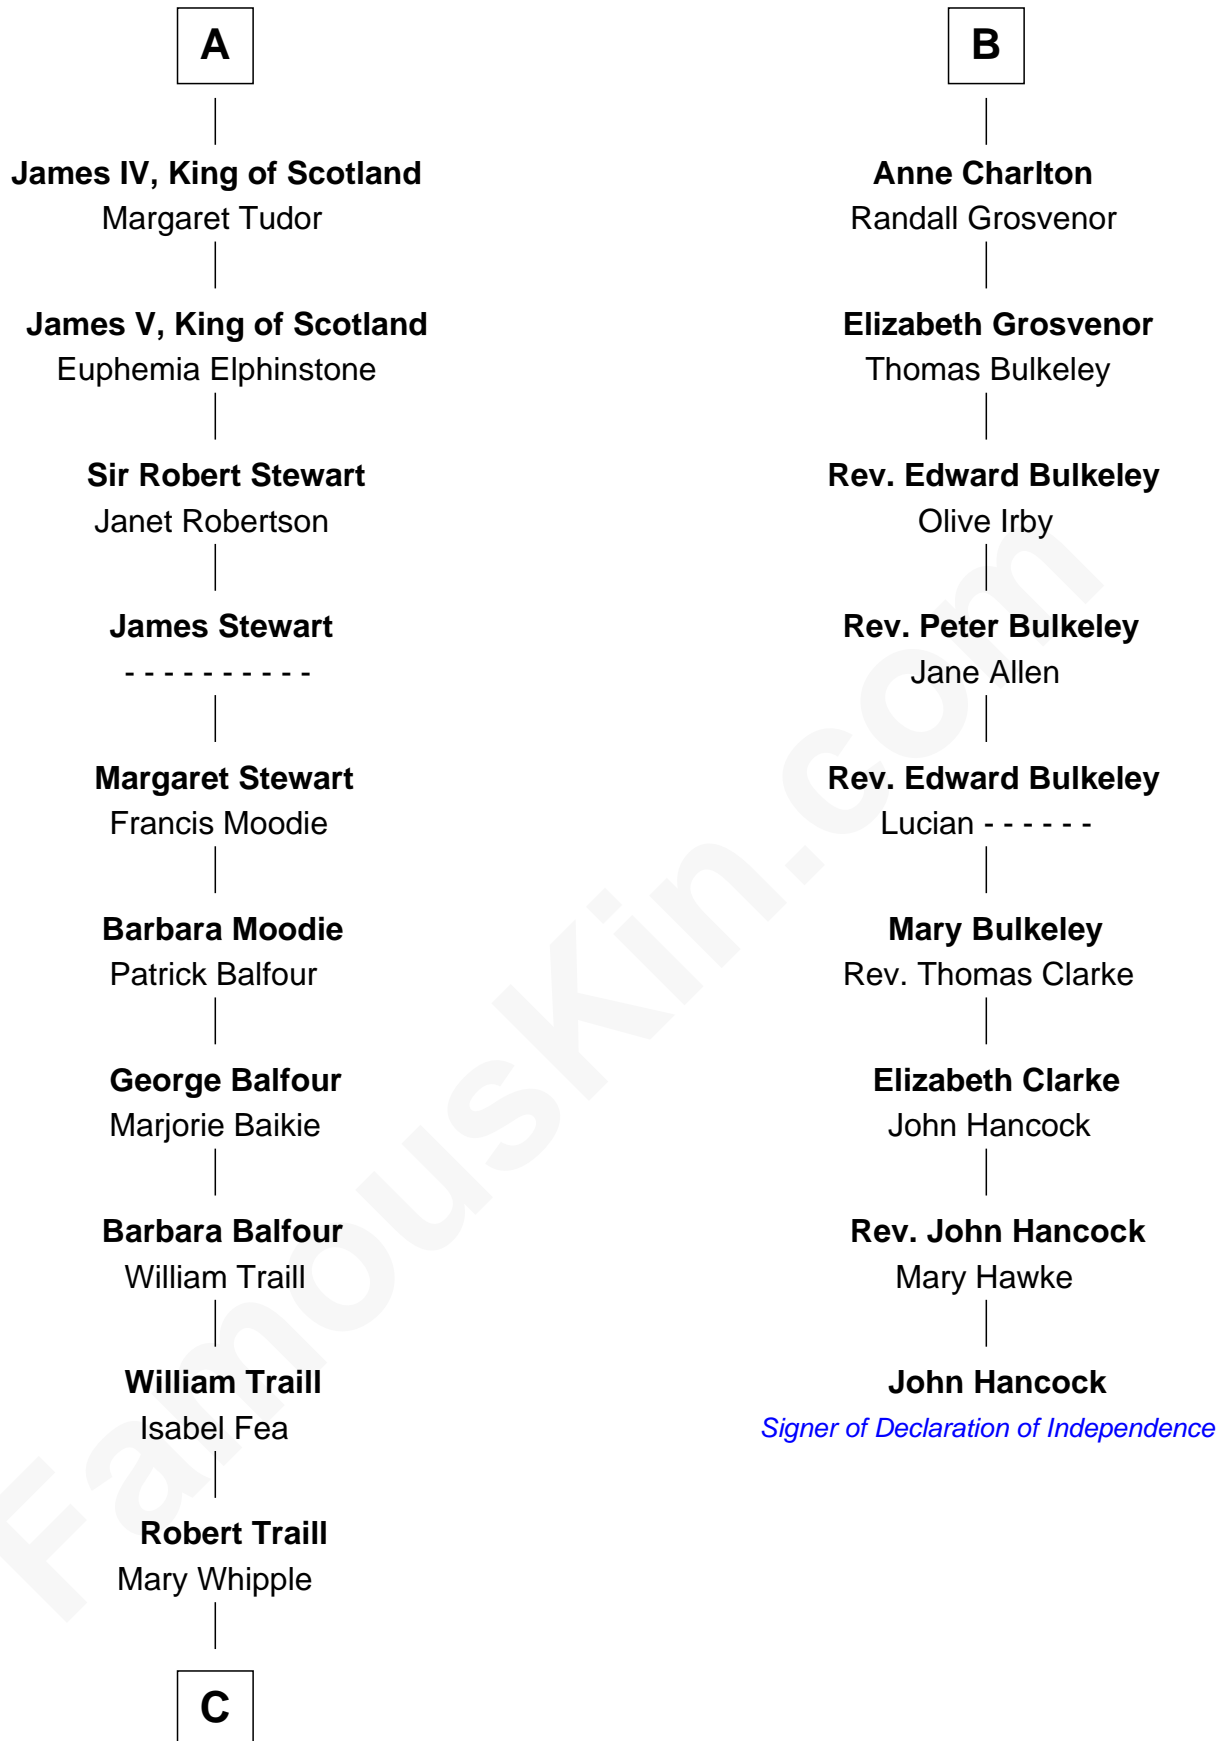 A
James IV, King of Scotland
Margaret Tudor
James V, King of Scotland
Euphemia Elphinstone
Sir Robert Stewart
Janet Robertson
James Stewart
- - - - - - - - - -
Margaret Stewart
Francis Moodie
Barbara Moodie
Patrick Balfour
George Balfour
Marjorie Baikie
Barbara Balfour
William Traill
William Traill
Isabel Fea
Robert Traill
Mary Whipple
C
B
Anne Charlton
Randall Grosvenor
Elizabeth Grosvenor
Thomas Bulkeley
Rev. Edward Bulkeley
Olive Irby
Rev. Peter Bulkeley
Jane Allen
Rev. Edward Bulkeley
Lucian - - - - - -
Mary Bulkeley
Rev. Thomas Clarke
Elizabeth Clarke
John Hancock
Rev. John Hancock
Mary Hawke
John Hancock
Signer of Declaration of Independence
FamousKin.com